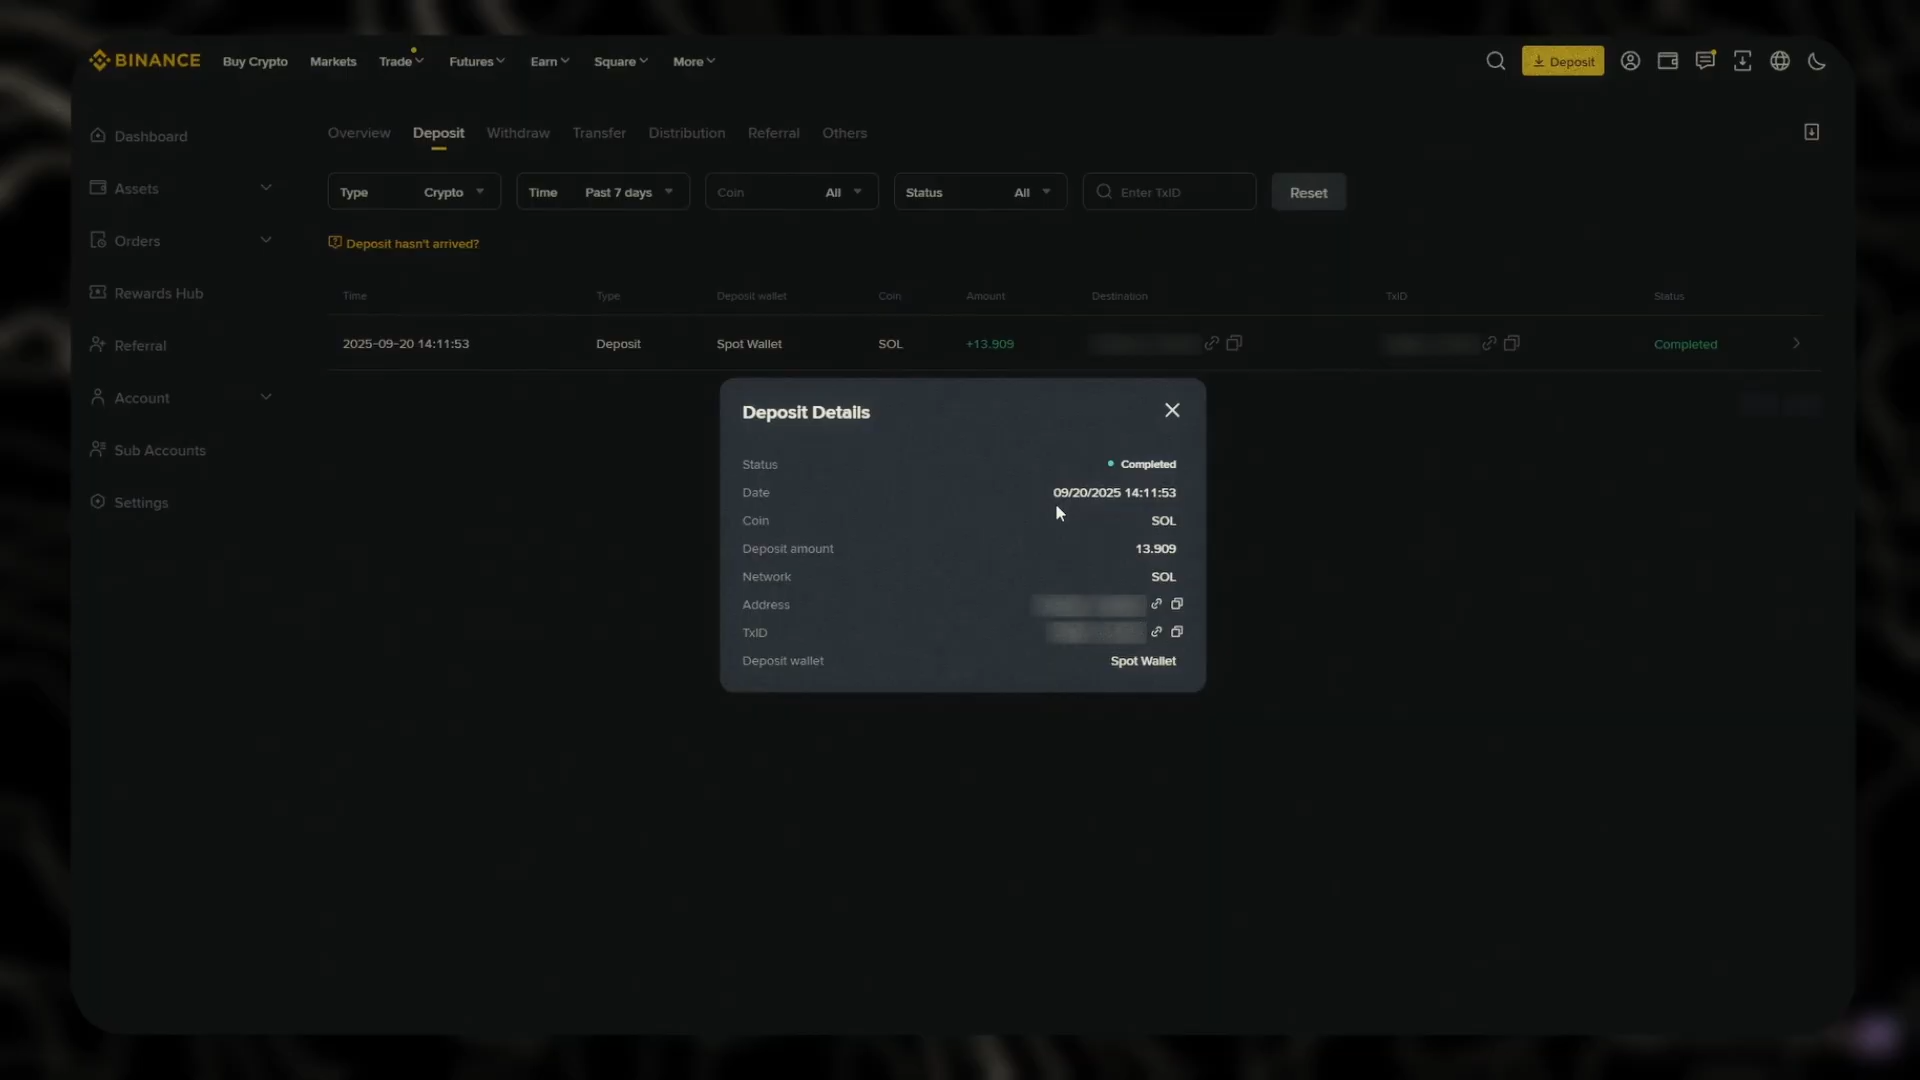 BINANCE Buy Crypto Markets Trade Futures Earn Square More Deposit
Dashboard
Assets
Orders
Rewards Hub
Referral
Account
Sub Accounts
Settings
Overview Deposit Withdraw Transfer Distribution Referral Others
Type Crypto Time Past 7 days Coin All Status All Enter TxID Reset
Deposit hasn't arrived?
Time Type Deposit wallet Coin Amount Destination TxID Status
2025-09-20 14:11:53 Deposit Spot Wallet SOL +13.909 Completed
Deposit Details
Status Completed
Date 09/20/2025 14:11:53
Coin SOL
Deposit amount 13.909
Network SOL
Address
TxID
Deposit wallet Spot Wallet